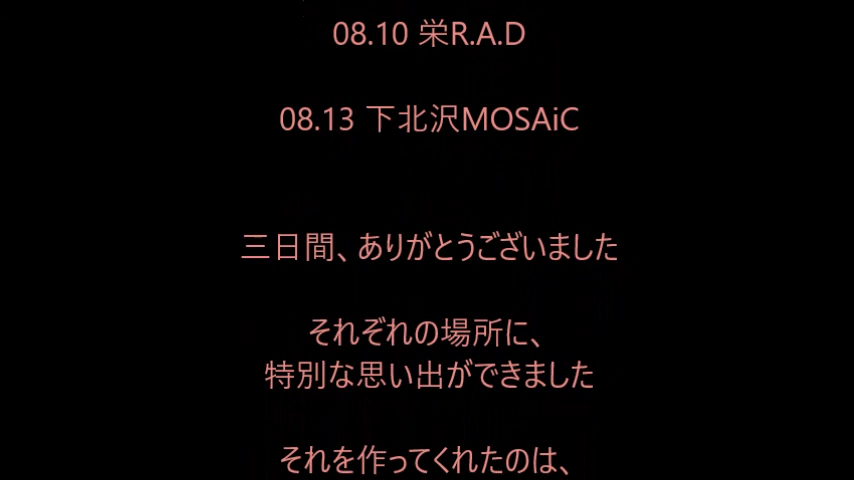 08.10 栄R.A.D
08.13 下北沢MOSAiC
三日間、ありがとうございました
それぞれの場所に、
特別な思い出ができました
それを作ってくれたのは、